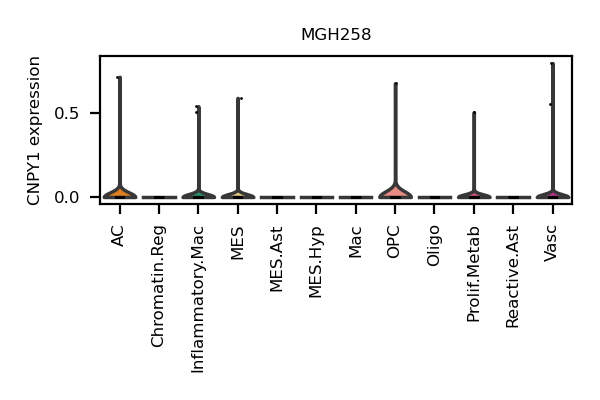 MGH258
CNPY1 expression
0.5
0.0
AC
Chromatin.Reg
Inflammatory.Mac
MES
MES.Ast
MES.Hyp
Mac
OPC
Oligo
Prolif.Metab
Reactive.Ast
Vasc